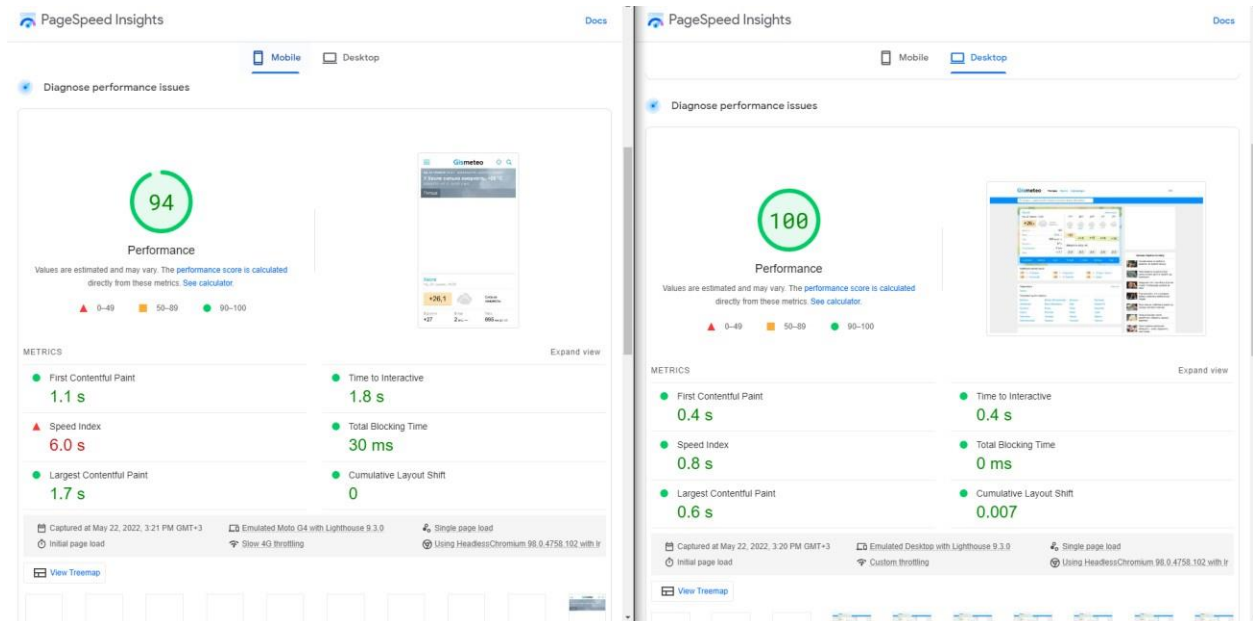 PageSpeed Insights
Docs
Mobile
Desktop
Diagnose performance issues
94
Performance
Values are estimated and may vary. The performance score is calculated
directly from these metrics. See calculator.
0–49
50–89
90–100
Gismeteo
+26,1
+27
METRICS
Expand view
First Contentful Paint
1.1 s
Time to Interactive
1.8 s
Speed Index
6.0 s
Total Blocking Time
30 ms
Largest Contentful Paint
1.7 s
Cumulative Layout Shift
0
Captured at May 22, 2022, 3:21 PM GMT+3
Emulated Moto G4 with Lighthouse 9.3.0
Single page load
Initial page load
Slow 4G throttling
Using HeadlessChromium 98.0.4758.102 with lr
View Treemap
PageSpeed Insights
Docs
Mobile
Desktop
Diagnose performance issues
100
Performance
Values are estimated and may vary. The performance score is calculated
directly from these metrics. See calculator.
0–49
50–89
90–100
Gismeteo
METRICS
Expand view
First Contentful Paint
0.4 s
Time to Interactive
0.4 s
Speed Index
0.8 s
Total Blocking Time
0 ms
Largest Contentful Paint
0.6 s
Cumulative Layout Shift
0.007
Captured at May 22, 2022, 3:20 PM GMT+3
Emulated Desktop with Lighthouse 9.3.0
Single page load
Initial page load
Custom throttling
Using HeadlessChromium 98.0.4758.102 with lr
View Treemap